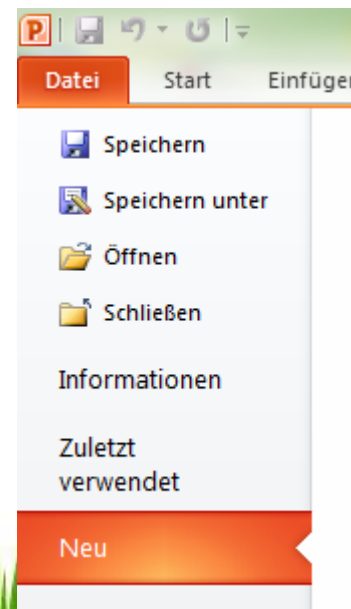 P
Datei Start Einfüger
Speichern
Speichern unter
Öffnen
Schließen
Informationen
Zuletzt
verwendet
Neu